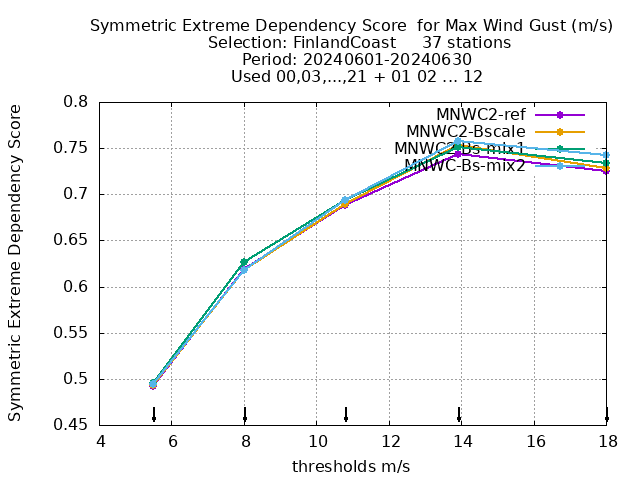 Symmetric Extreme Dependency Score  for Max Wind Gust (m/s)
Selection: FinlandCoast     37 stations
Period: 20240601-20240630
Used 00,03,...,21 + 01 02 ... 12
Symmetric Extreme Dependency Score
0.8
0.75
0.7
0.65
0.6
0.55
0.5
0.45
MNWC2-ref
MNWC2-Bscale
MNWC2-Bs-mix1
MNWC-Bs-mix2
4 6 8 10 12 14 16 18
thresholds m/s